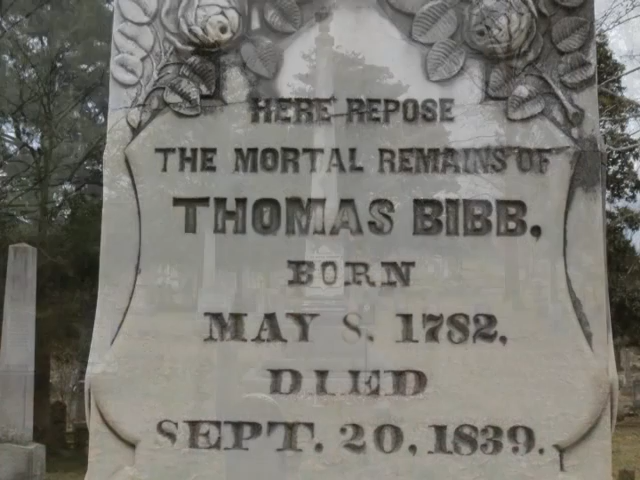 HERE REPOSE
THE MORTAL REMAINS OF
THOMAS BIBB.
BORN
MAY 8. 1782.
DIED
SEPT. 20, 1839.